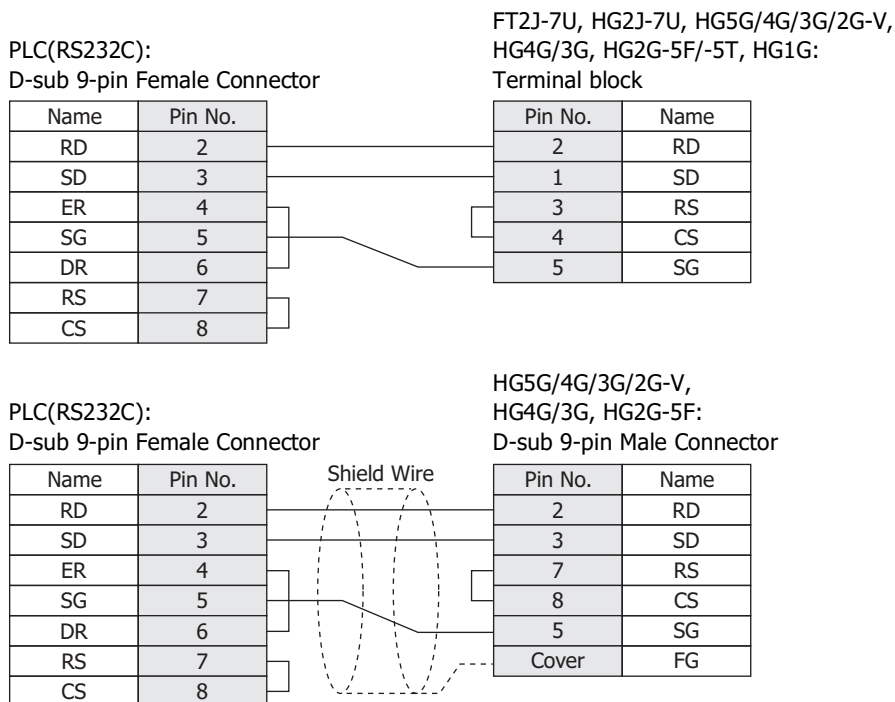 PLC(RS232C):
D-sub 9-pin Female Connector
FT2J-7U, HG2J-7U, HG5G/4G/3G/2G-V,
HG4G/3G, HG2G-5F/-5T, HG1G:
Terminal block
Name Pin No. Pin No. Name
RD 2 2 RD
SD 3 1 SD
ER 4 3 RS
SG 5 4 CS
DR 6 5 SG
RS 7
CS 8
PLC(RS232C):
D-sub 9-pin Female Connector
HG5G/4G/3G/2G-V,
HG4G/3G, HG2G-5F:
D-sub 9-pin Male Connector
Name Pin No. Shield Wire Pin No. Name
RD 2 2 RD
SD 3 3 SD
ER 4 7 RS
SG 5 8 CS
DR 6 5 SG
RS 7 Cover FG
CS 8